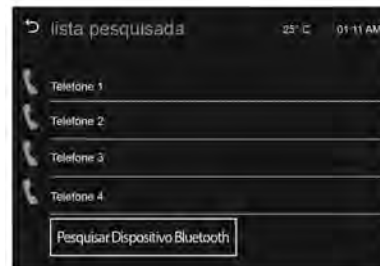 lista pesquisada 25° C 01:11 AM
Telefone 1
Telefone 2
Telefone 3
Telefone 4
Pesquisar Dispositivo Bluetooth